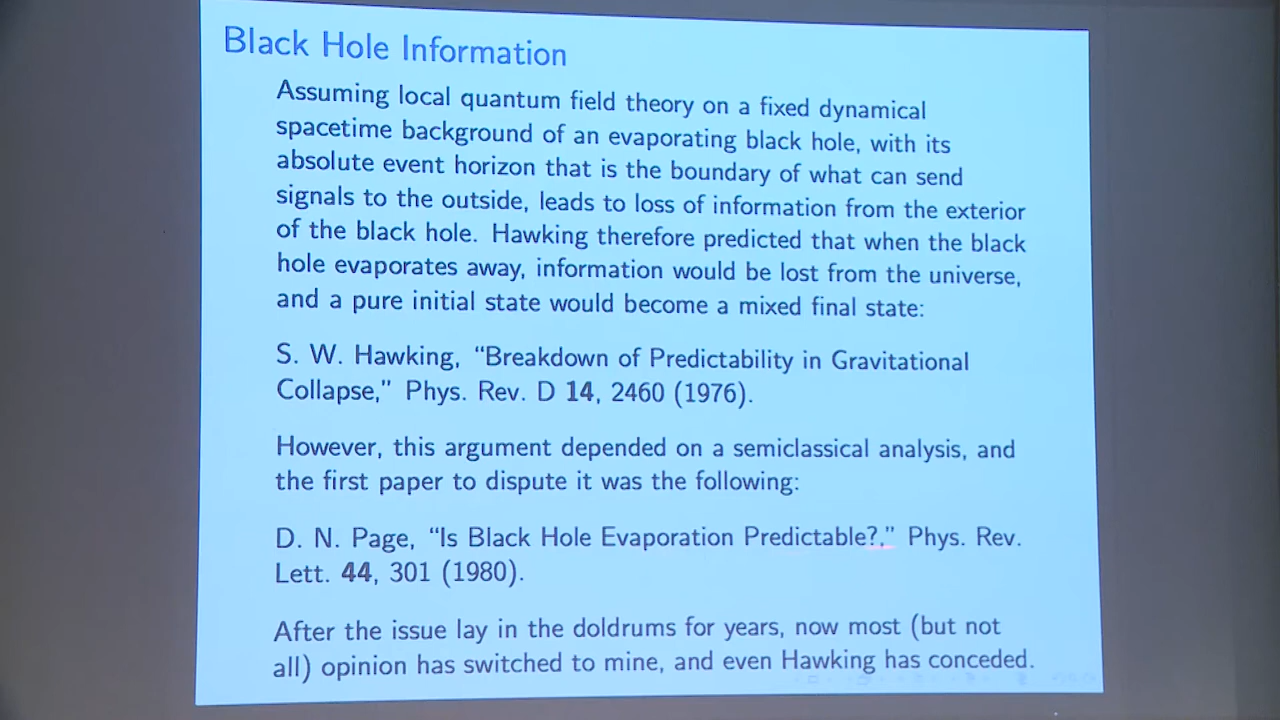 Black Hole Information
Assuming local quantum field theory on a fixed dynamical
spacetime background of an evaporating black hole, with its
absolute event horizon that is the boundary of what can send
signals to the outside, leads to loss of information from the exterior
of the black hole. Hawking therefore predicted that when the black
hole evaporates away, information would be lost from the universe,
and a pure initial state would become a mixed final state:
S. W. Hawking, “Breakdown of Predictability in Gravitational
Collapse,” Phys. Rev. D 14, 2460 (1976).
However, this argument depended on a semiclassical analysis, and
the first paper to dispute it was the following:
D. N. Page, “Is Black Hole Evaporation Predictable?,” Phys. Rev.
Lett. 44, 301 (1980).
After the issue lay in the doldrums for years, now most (but not
all) opinion has switched to mine, and even Hawking has conceded.